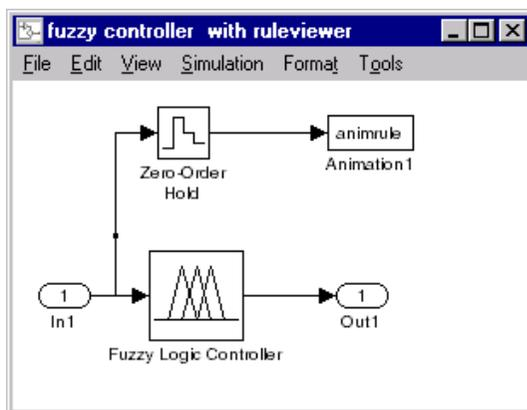 fuzzy controller with ruleviewer
File Edit View Simulation Format Tools
animrule
Zero-Order
Hold
Animation1
1
In1
1
Out1
Fuzzy Logic Controller